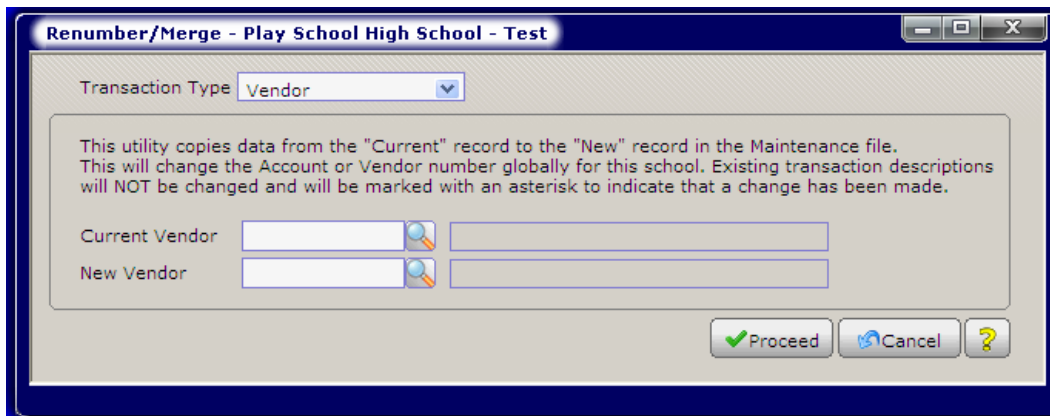 Renumber/Merge - Play School High School - Test
Transaction Type Vendor
This utility copies data from the "Current" record to the "New" record in the Maintenance file.
This will change the Account or Vendor number globally for this school. Existing transaction descriptions
will NOT be changed and will be marked with an asterisk to indicate that a change has been made.
Current Vendor
New Vendor
Proceed Cancel ?